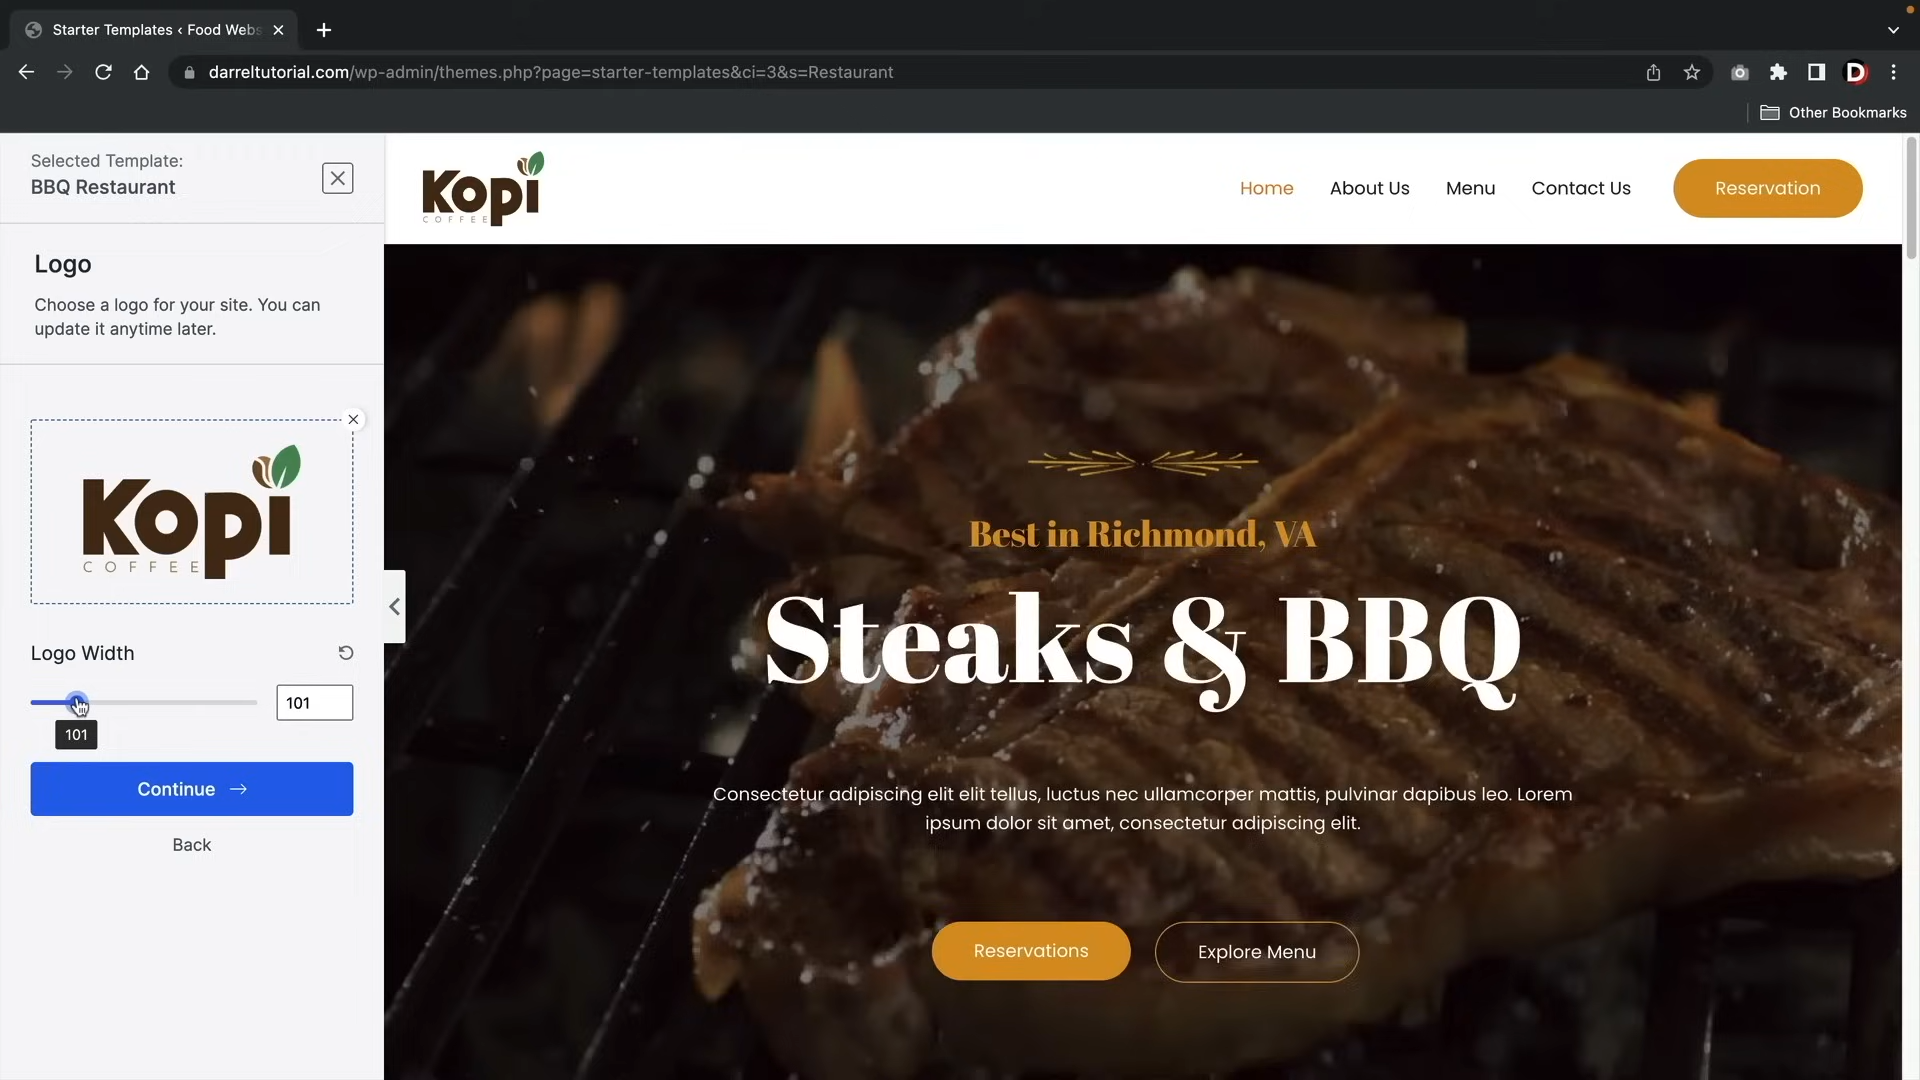 Starter Templates ‹ Food Webs
darreltutorial.com/wp-admin/themes.php?page=starter-templates&ci=3&s=Restaurant
Other Bookmarks
Selected Template:
BBQ Restaurant
Logo
Choose a logo for your site. You can
update it anytime later.
Kopi
COFFEE
Logo Width
101
101
Continue →
Back
Kopi
COFFEE
Home
About Us
Menu
Contact Us
Reservation
Best in Richmond, VA
Steaks & BBQ
Consectetur adipiscing elit elit tellus, luctus nec ullamcorper mattis, pulvinar dapibus leo. Lorem
ipsum dolor sit amet, consectetur adipiscing elit.
Reservations
Explore Menu